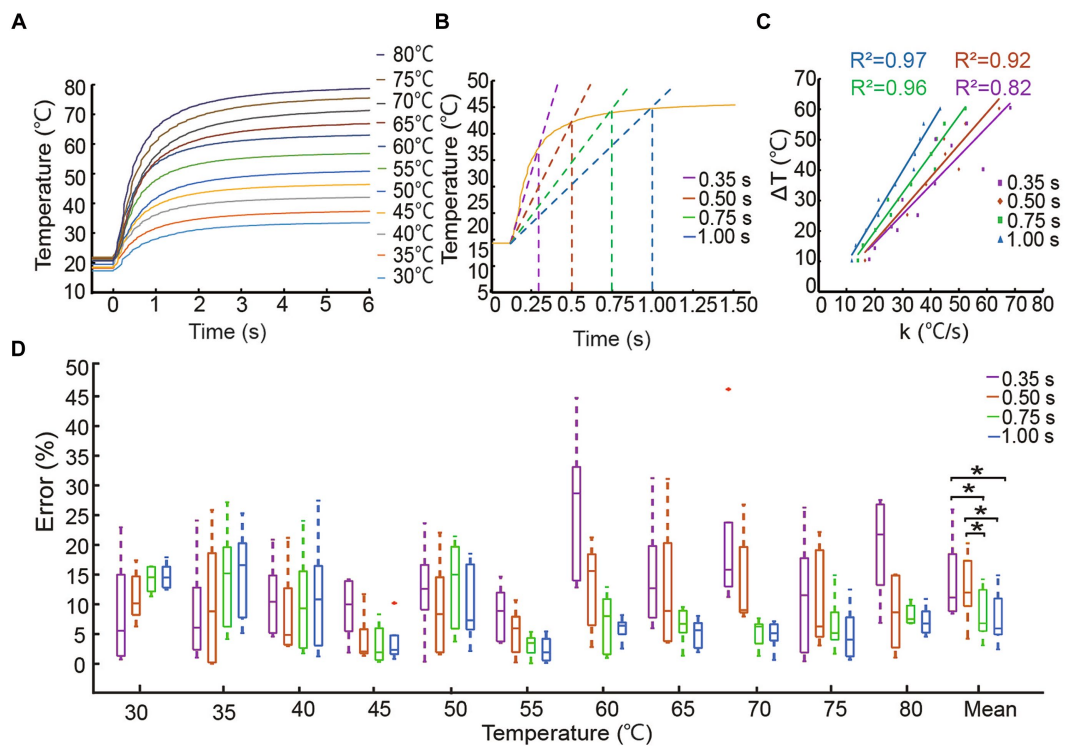 A
Temperature (℃)
80
70
60
50
40
30
20
10
0
1
2
3
4
5
6
Time (s)
80℃
75℃
70℃
65℃
60℃
55℃
50℃
45℃
40℃
35℃
30℃
B
Temperature (℃)
50
45
35
30
25
20
15
5
0
0.25
0.5
0.75
1.0
1.25
1.50
Time (s)
0.35 s
0.50 s
0.75 s
1.00 s
C
R²=0.97
R²=0.92
R²=0.96
R²=0.82
ΔT (℃)
70
60
50
40
30
20
10
0
0
10
20
30
40
50
60
70
80
k (℃/s)
0.35 s
0.50 s
0.75 s
1.00 s
D
Error (%)
50
45
35
30
25
20
15
10
5
0
30
35
40
45
50
55
60
65
70
75
80
Mean
Temperature (℃)
0.35 s
0.50 s
0.75 s
1.00 s
*
*
*
*